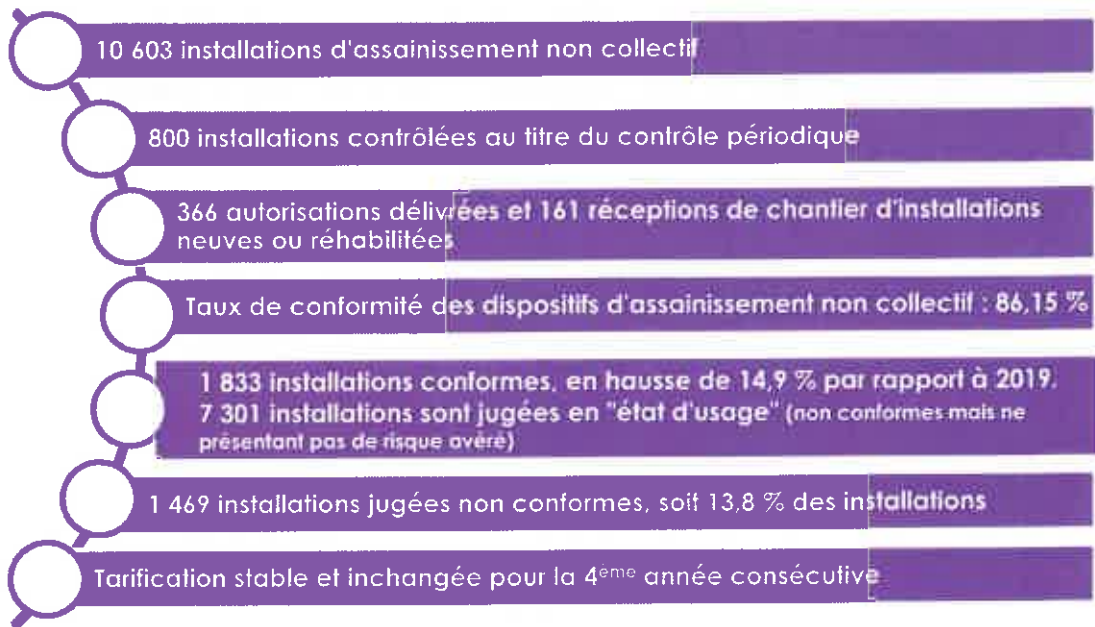 10 603 installations d'assainissement non collectif
800 installations contrôlées au titre du contrôle périodique
366 autorisations délivrées et 161 réceptions de chantier d'installations
neuves ou réhabilitées
Taux de conformité des dispositifs d'assainissement non collectif : 86,15 %
1 833 installations conformes, en hausse de 14,9 % par rapport à 2019.
7 301 installations sont jugées en "état d'usage" (non conformes mais ne
présentant pas de risque avéré)
1 469 installations jugées non conformes, soit 13,8 % des installations
Tarification stable et inchangée pour la 4ème année consécutive